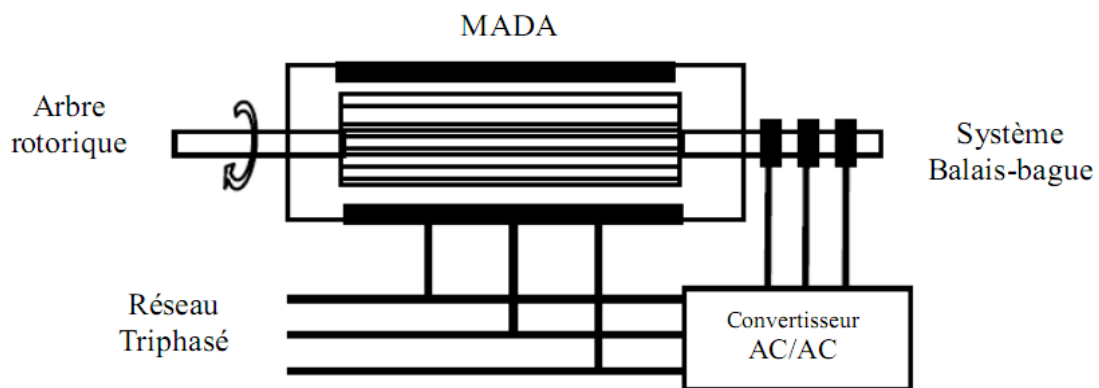 MADA
Arbre
rotorique
Système
Balais-bague
Réseau
Triphasé
Convertisseur
AC/AC